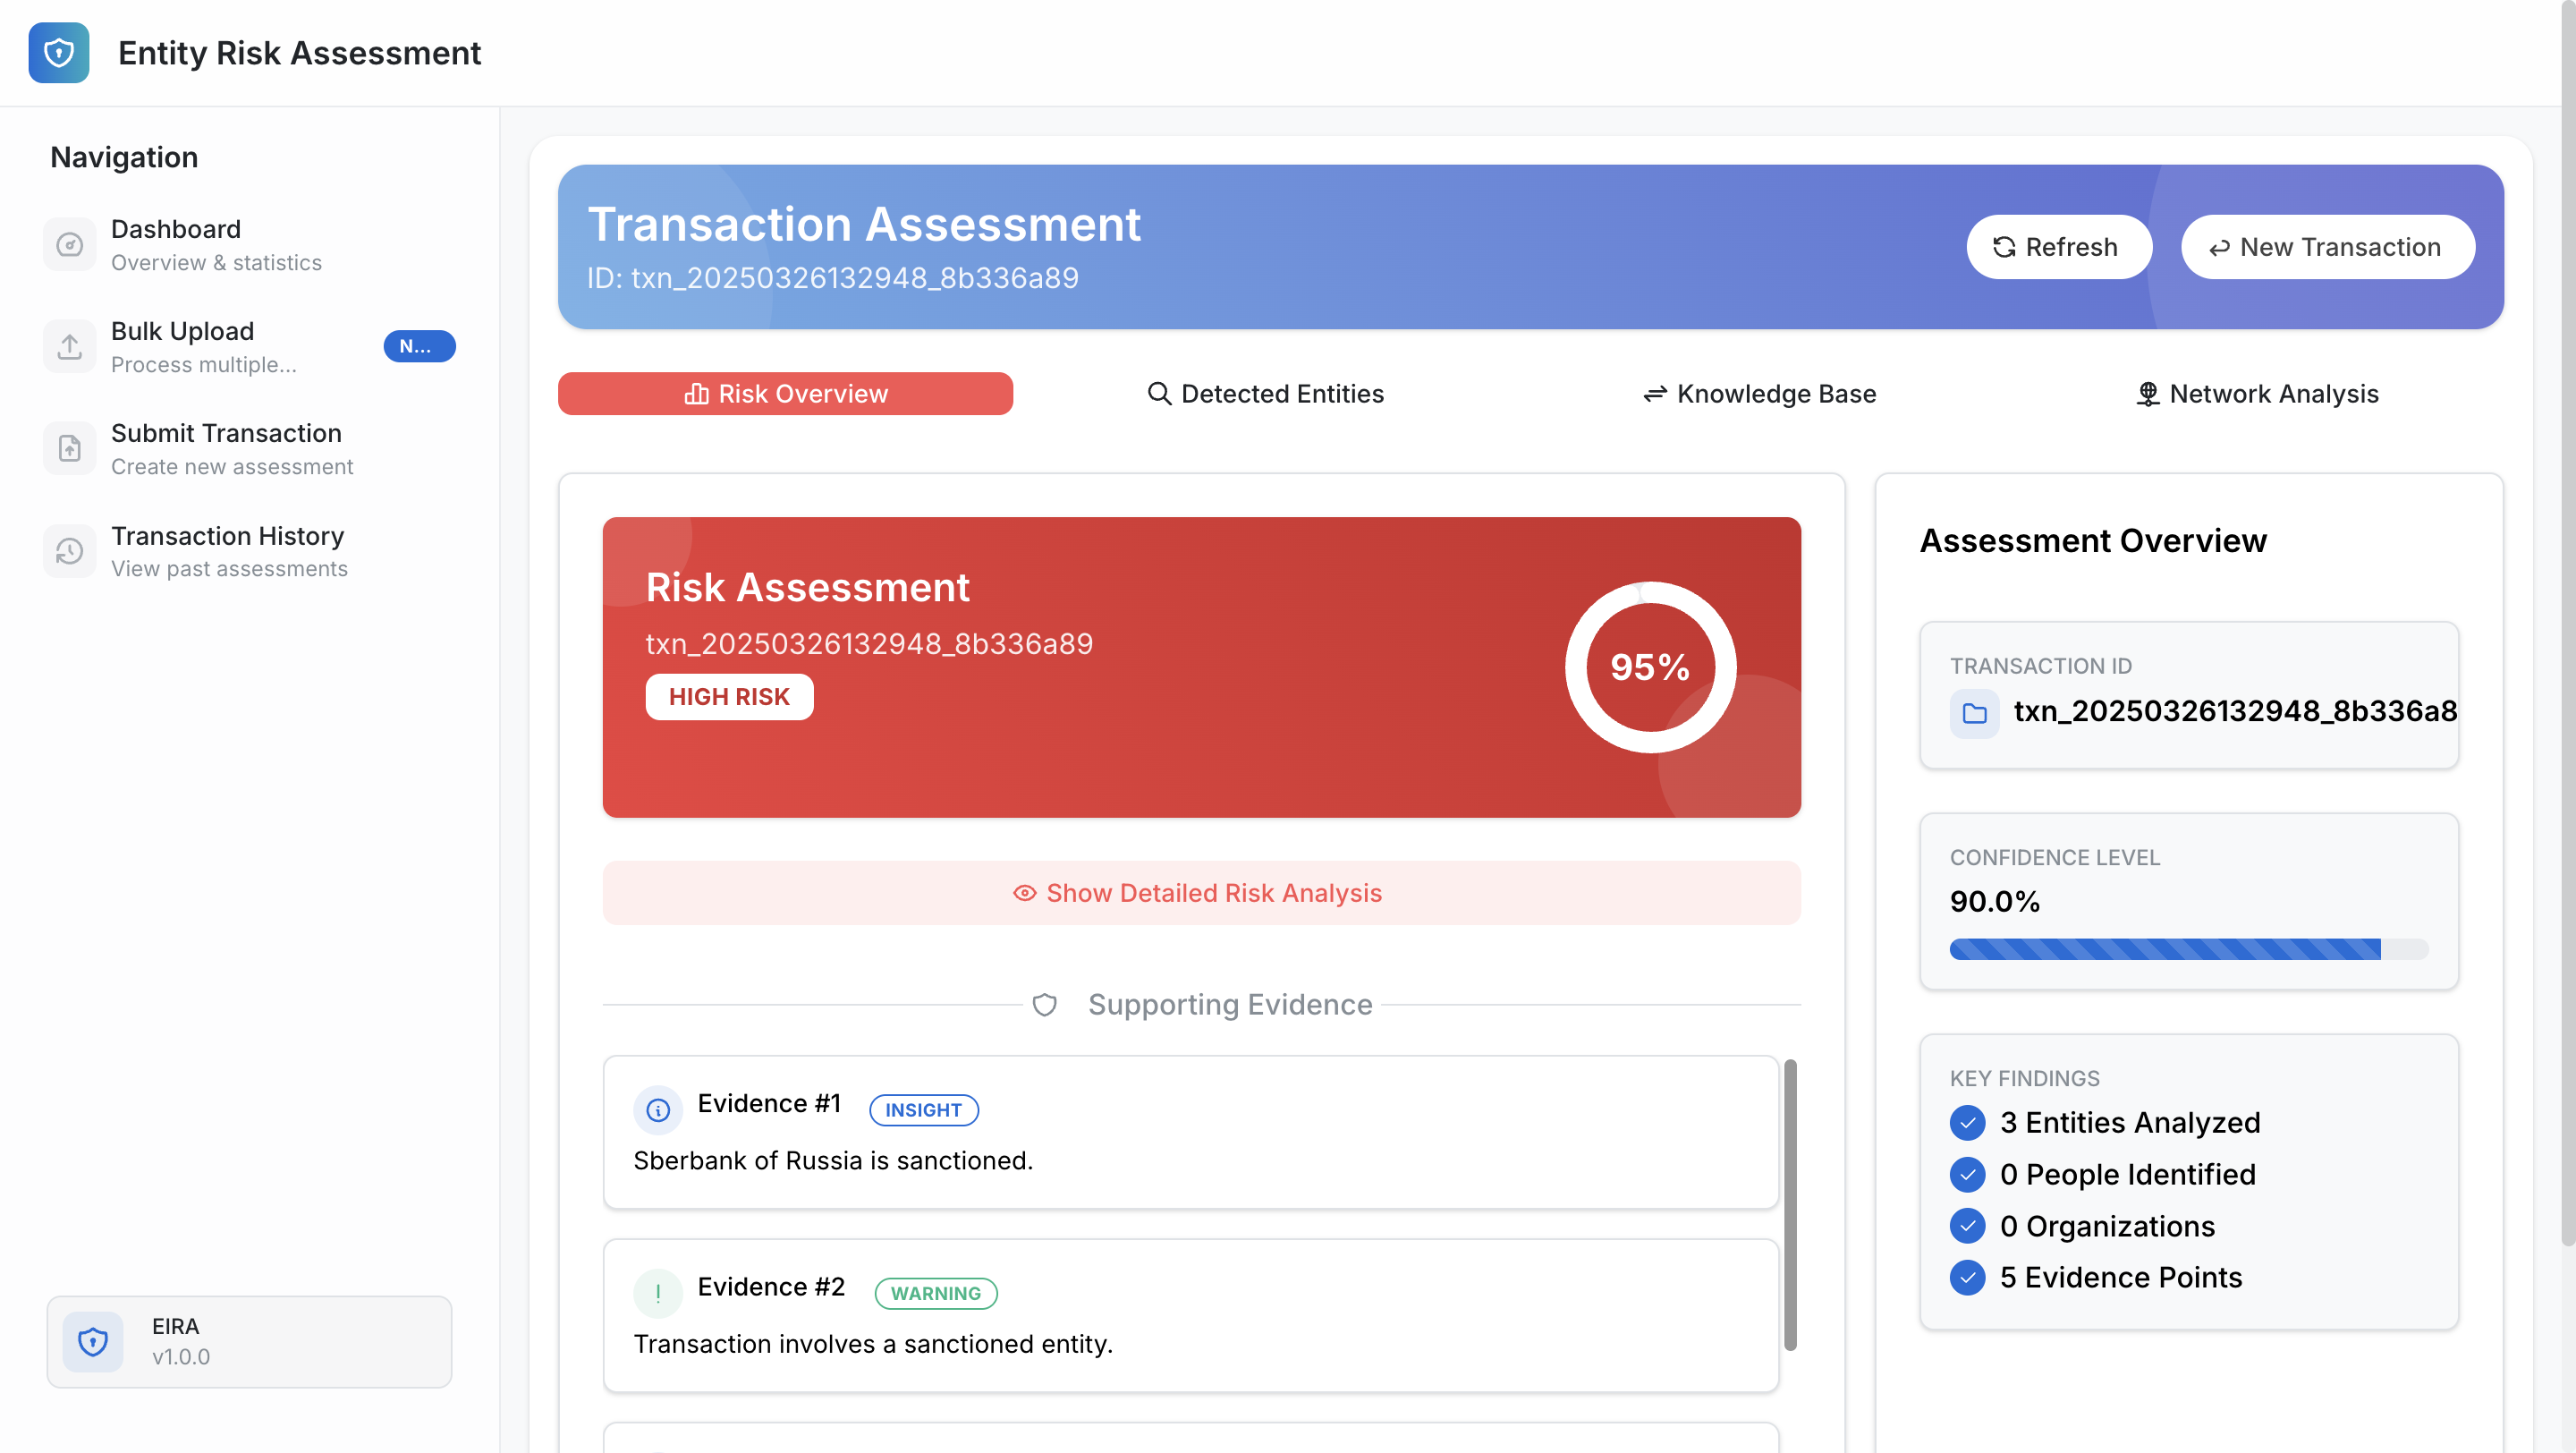 Entity Risk Assessment
Navigation
Dashboard
Overview & statistics
Bulk Upload
Process multiple...
N...
Submit Transaction
Create new assessment
Transaction History
View past assessments
EIRA
v1.0.0
Transaction Assessment
ID: txn_20250326132948_8b336a89
Refresh
New Transaction
Risk Overview
Detected Entities
Knowledge Base
Network Analysis
Risk Assessment
txn_20250326132948_8b336a89
HIGH RISK
95%
Show Detailed Risk Analysis
Supporting Evidence
Evidence #1
INSIGHT
Sberbank of Russia is sanctioned.
Evidence #2
WARNING
Transaction involves a sanctioned entity.
Assessment Overview
TRANSACTION ID
txn_20250326132948_8b336a8
CONFIDENCE LEVEL
90.0%
KEY FINDINGS
3 Entities Analyzed
0 People Identified
0 Organizations
5 Evidence Points